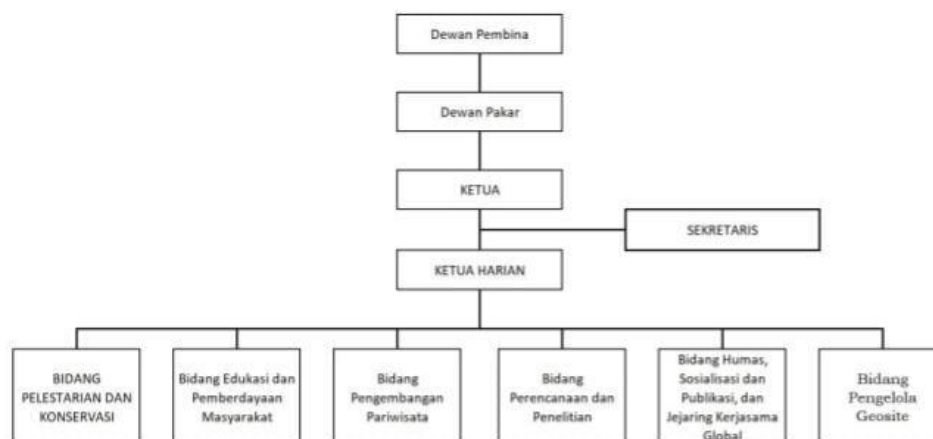 Dewan Pembina
Dewan Pakar
KETUA
SEKRETARIS
KETUA HARIAN
BIDANG
PELESTARIAN DAN
KONSERVASI
Bidang Edukasi dan
Pemberdayaan
Masyarakat
Bidang
Pengembangan
Pariwisata
Bidang
Perencanaan dan
Penelitian
Bidang Humas,
Sosialisasi dan
Publikasi, dan
Jejaring Kerjasama
Global
Bidang
Pengelola
Geosite